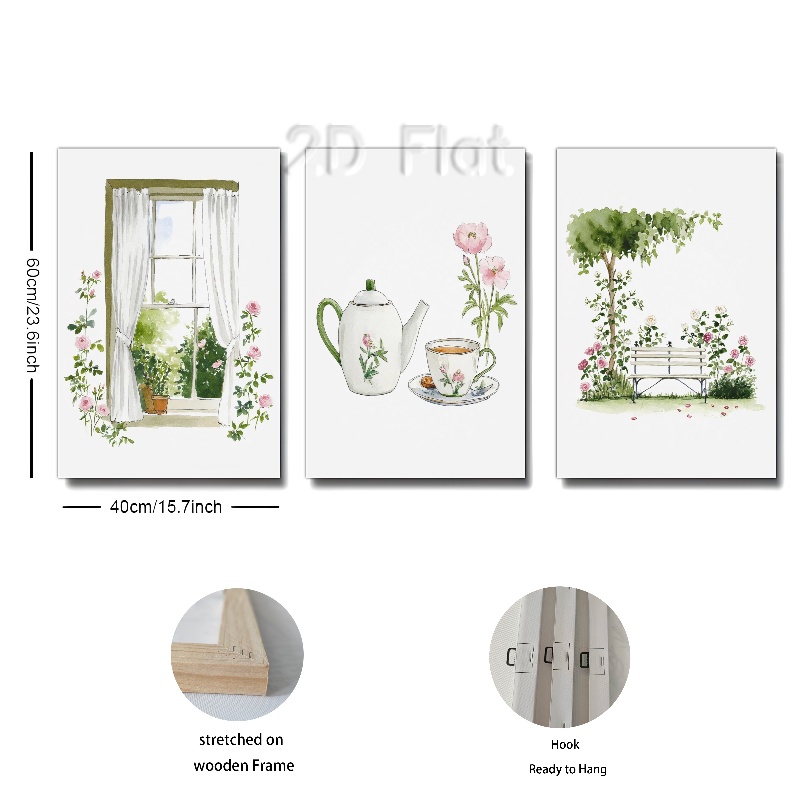 2D Flat
60cm/23.6inch
40cm/15.7inch
stretched on
wooden Frame
Hook
Ready to Hang